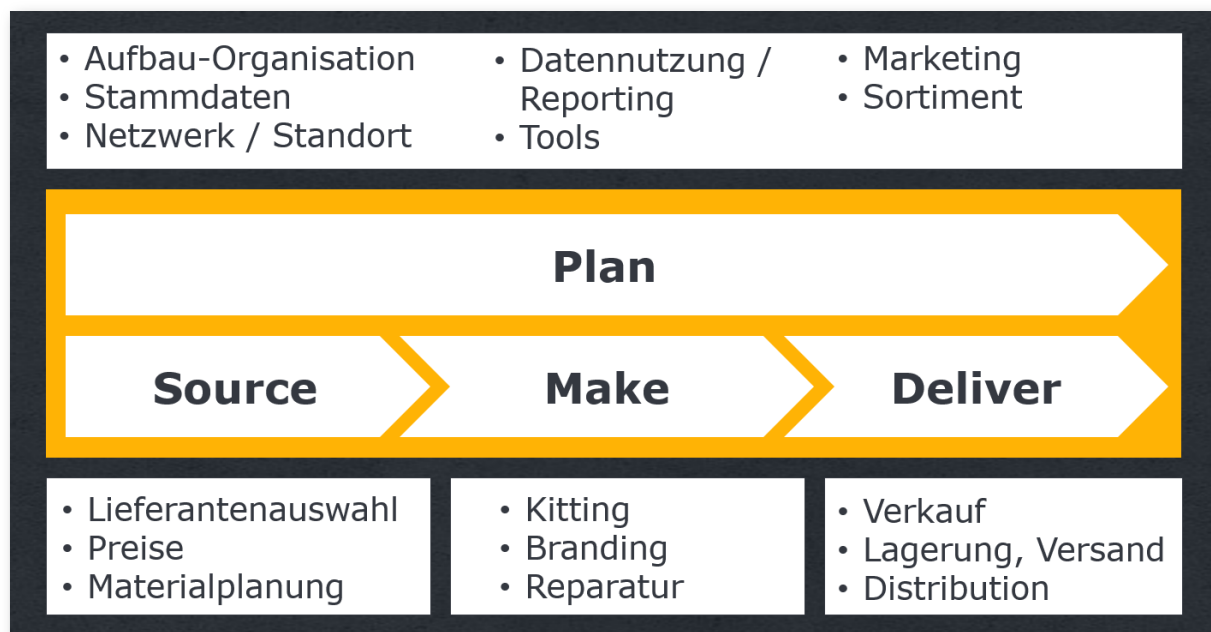 • Aufbau-Organisation
• Stammdaten
• Netzwerk / Standort
• Datennutzung /
Reporting
• Tools
• Marketing
• Sortiment
Plan
Source
Make
Deliver
• Lieferantenauswahl
• Preise
• Materialplanung
• Kitting
• Branding
• Reparatur
• Verkauf
• Lagerung, Versand
• Distribution